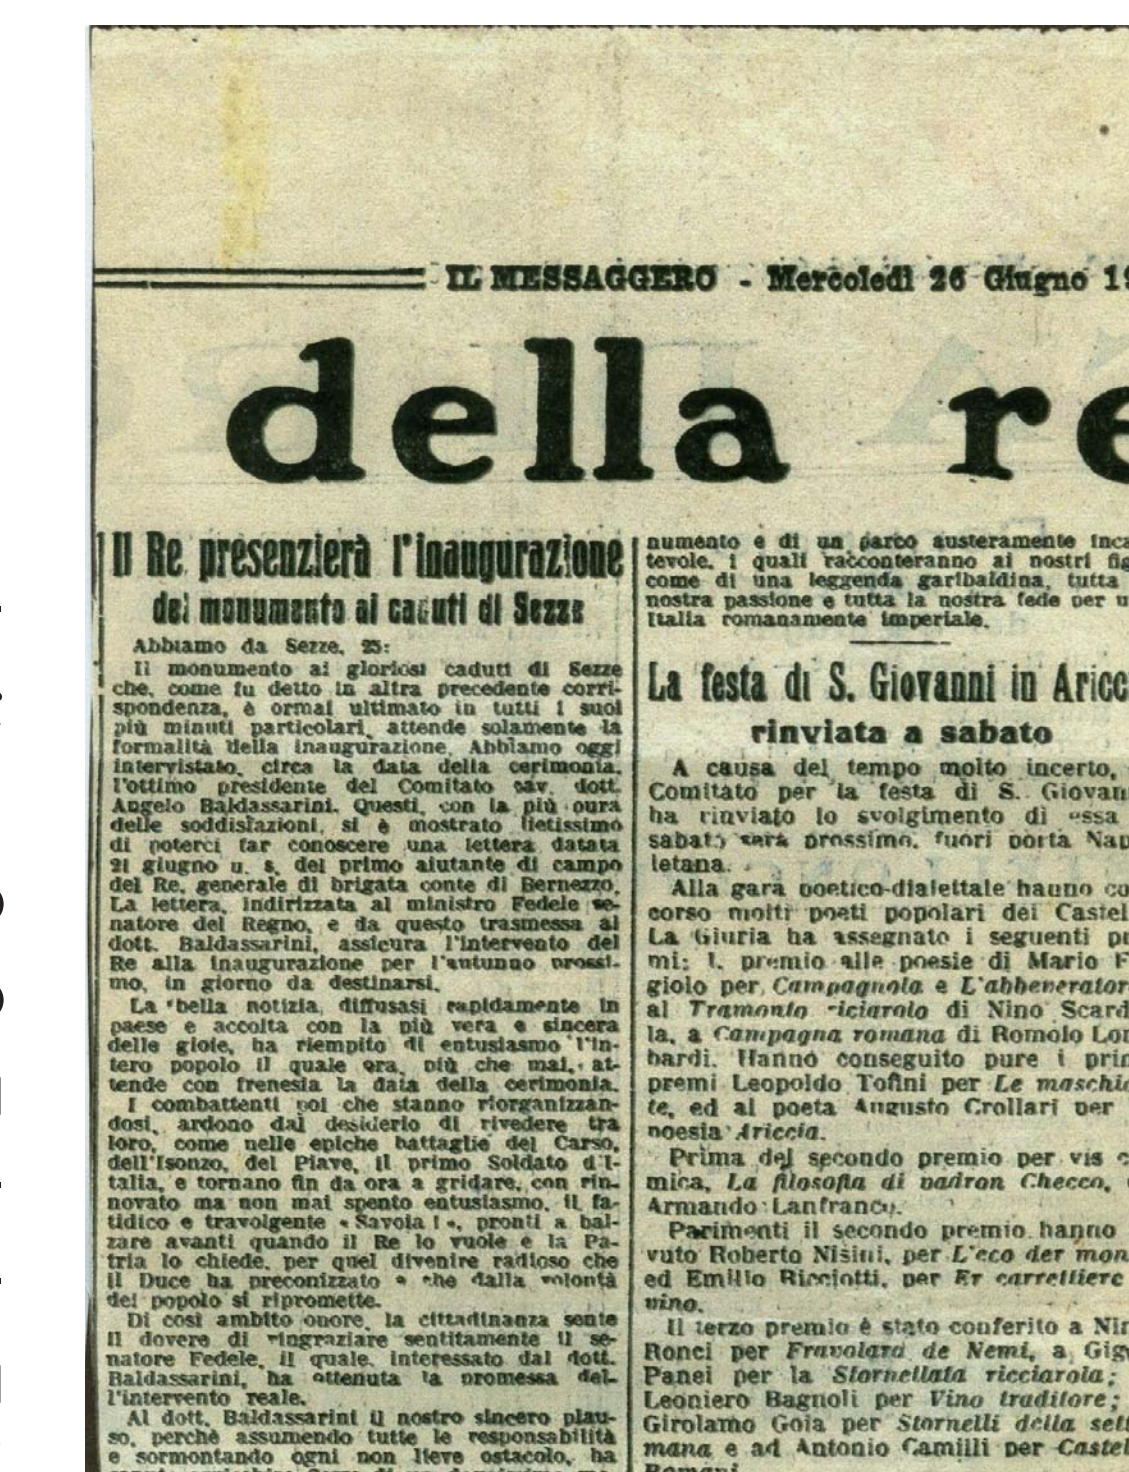 IL MESSAGGERO - Mercoledì 26 Giugno
della
Il Re presenzierà l'inaugurazione
del monumento ai caduti di Sezze
Abbiamo da Sezze, 25:
Il monumento ai gloriosi caduti di Sezze
che, come fu detto in altra precedente corri-
spondenza, è ormai ultimato in tutti i suoi
più minuti particolari, attende solamente la
formalità della inaugurazione. Abbiamo oggi
intervistato, circa la data della cerimonia,
l'ottimo presidente del Comitato cav. dott.
Angelo Baldassarini. Questi, con la più pura
delle soddisfazioni, si è mostrato lietissimo
di poterci far conoscere una lettera datata
21 giugno u. s. del primo aiutante di campo
del Re, generale di brigata conte di Bernezzo.
La lettera, indirizzata al ministro Fedele se-
natore del Regno, e da questo trasmessa al
dott. Baldassarini, assicura l'intervento del
Re alla inaugurazione per l'autunno prossi-
mo, in giorno da destinarsi.
La bella notizia, diffusasi rapidamente in
paese e accolta con la più vera e sincera
delle gioie, ha riempito di entusiasmo l'in-
tero popolo il quale ora, più che mai, at-
tende con frenesia la data della cerimonia.
I combattenti poi che stanno riorganizzan-
dosi, ardono dal desiderio di rivedere tra
loro, come nelle epiche battaglie del Carso,
dell'Isonzo, del Piave, il primo Soldato d'I-
talia, e tornano fin da ora a gridare, con rin-
novato ma non mai spento entusiasmo, il fa-
tidico e travolgente « Savoia ! », pronti a bal-
zare avanti quando il Re lo vuole e la Pa-
tria lo chiede, per quel divenire radioso che
il Duce ha preconizzato e che dalla volontà
del popolo si ripromette.
Di così ambito onore, la cittadinanza sente
il dovere di ringraziare sentitamente il se-
natore Fedele, il quale, interessato dal dott.
Baldassarini, ha ottenuta la promessa del-
l'intervento reale.
Al dott. Baldassarini il nostro sincero plau-
so, perchè assumendo tutte le responsabilità
e sormontando ogni non lieve ostacolo, ha
numento e di un parco austeramente
tevole, i quali racconteranno ai nostri
come di una leggenda garibaldina, tutta
nostra passione e tutta la nostra fede per
Italia romanamente imperiale.
La festa di S. Giovanni in
rinviata a sabato
A causa del tempo molto incerto,
Comitato per la festa di S.
ha rinviato lo svolgimento di essa
sabato sera prossimo, fuori porta
letana.
Alla gara poetico-dialettale hanno
corso molti poeti popolari dei
La Giuria ha assegnato i seguenti
mi: 1. premio alle poesie di Mario
giolo per Campagnola e
al Tramonto riciarolo di Nino
la, a Campagna romana di Romolo
bardi. Hanno conseguito pure i
premi Leopoldo Tofini per Le
te, ed al poeta Augusto Crollari per
poesia Ariccia.
Prima del secondo premio per vis
mica, La filosofia di padron Checco,
Armando Lanfranco.
Parimenti il secondo premio hanno
vuto Roberto Nisini, per L'eco der
ed Emilio Ricciotti, per Er carrettiere
vino.
Il terzo premio è stato conferito a
Ronci per Fravolara de Nemi, a
Panei per la Stornellata ricciarola;
Leoniero Bagnoli per Vino traditore;
Girolamo Goia per Stornelli della
mana e ad Antonio Camilli per
Romani.